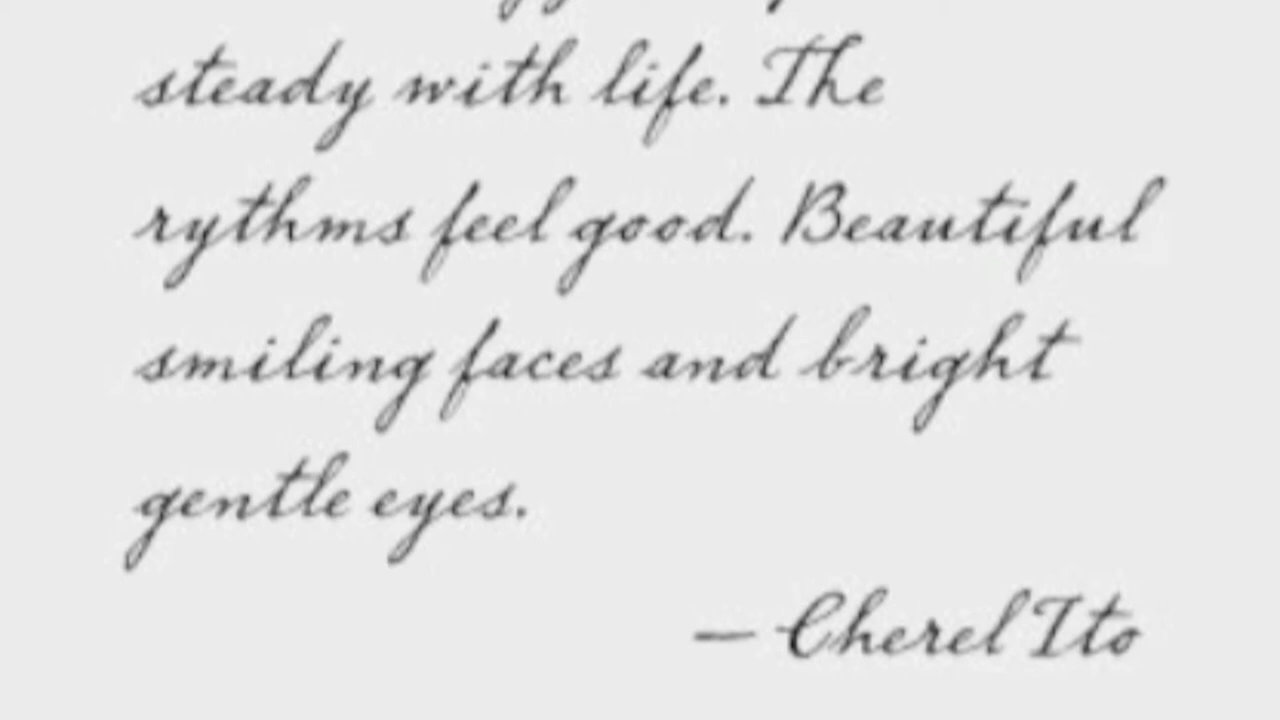 steady with life. The
rythms feel good. Beautiful
smiling faces and bright
gentle eyes.
— Cherel Ito